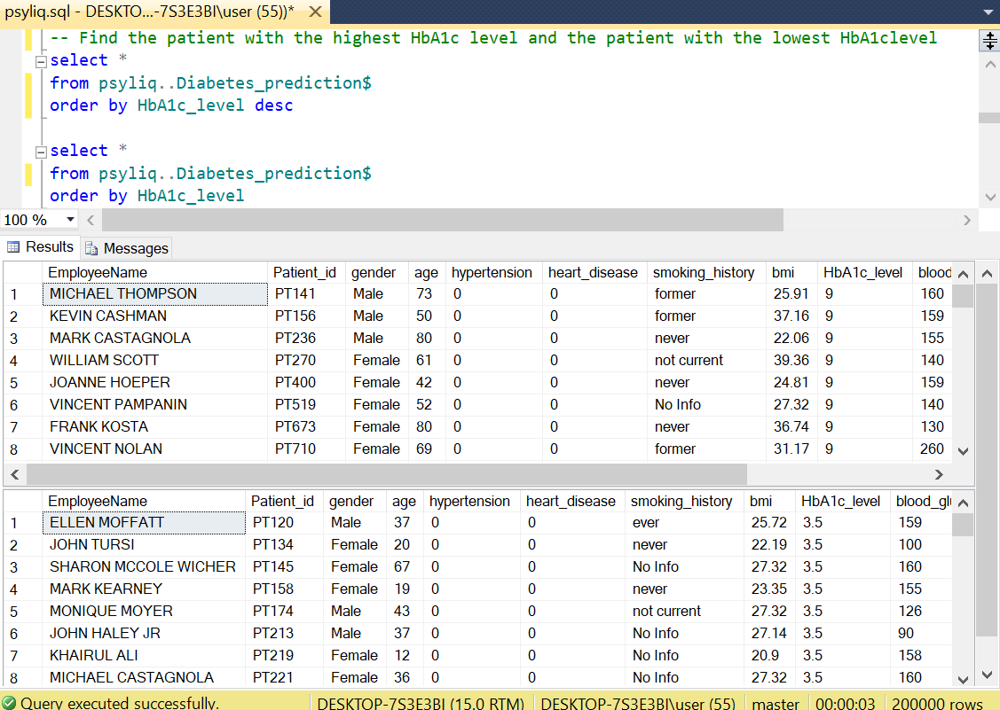 psyliq.sql - DESKTO...-7S3E3BI\user (55))*
-- Find the patient with the highest HbA1c level and the patient with the lowest HbA1clevel
select *
from psyliq..Diabetes_prediction$
order by HbA1c_level desc
select *
from psyliq..Diabetes_prediction$
order by HbA1c_level
100 %
Results Messages
EmployeeName Patient_id gender age hypertension heart_disease smoking_history bmi HbA1c_level blood
1 MICHAEL THOMPSON PT141 Male 73 0 0 former 25.91 9 160
2 KEVIN CASHMAN PT156 Male 50 0 0 former 37.16 9 159
3 MARK CASTAGNOLA PT236 Male 80 0 0 never 22.06 9 155
4 WILLIAM SCOTT PT270 Female 61 0 0 not current 39.36 9 140
5 JOANNE HOEPER PT400 Female 42 0 0 never 24.81 9 159
6 VINCENT PAMPANIN PT519 Female 52 0 0 No Info 27.32 9 140
7 FRANK KOSTA PT673 Female 80 0 0 never 36.74 9 130
8 VINCENT NOLAN PT710 Female 69 0 0 former 31.17 9 260
EmployeeName Patient_id gender age hypertension heart_disease smoking_history bmi HbA1c_level blood_glu
1 ELLEN MOFFATT PT120 Male 37 0 0 ever 25.72 3.5 159
2 JOHN TURSI PT134 Female 20 0 0 never 22.19 3.5 100
3 SHARON MCCOLE WICHER PT145 Female 67 0 0 No Info 27.32 3.5 160
4 MARK KEARNEY PT158 Female 19 0 0 never 23.35 3.5 155
5 MONIQUE MOYER PT174 Male 43 0 0 not current 27.32 3.5 126
6 JOHN HALEY JR PT213 Male 37 0 0 No Info 27.14 3.5 90
7 KHAIRUL ALI PT219 Female 12 0 0 No Info 20.9 3.5 158
8 MICHAEL CASTAGNOLA PT221 Female 36 0 0 No Info 27.32 3.5 160
Query executed successfully. DESKTOP-7S3E3BI (15.0 RTM) DESKTOP-7S3E3BI\user (55) master 00:00:03 200000 rows